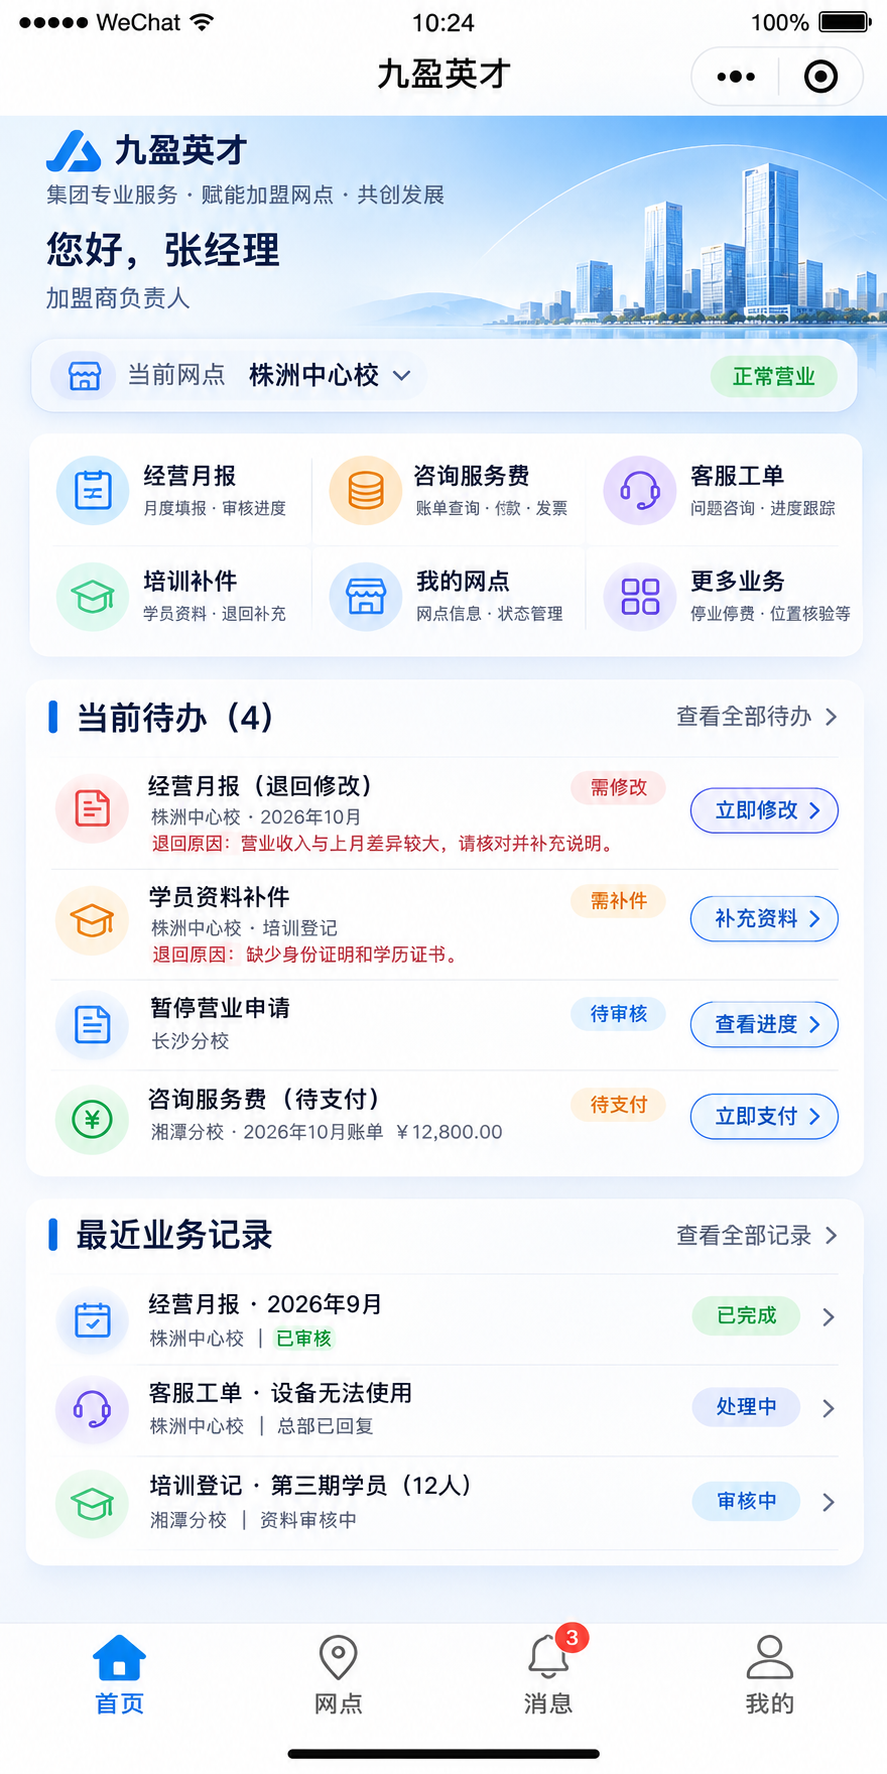 WeChat 10:24 100%
九盈英才
九盈英才
集团专业服务 · 赋能加盟网点 · 共创发展
您好，张经理
加盟商负责人
当前网点 株洲中心校 正常营业
经营月报
月度填报 · 审核进度
咨询服务费
账单查询 · 付款 · 发票
客服工单
问题咨询 · 进度跟踪
培训补件
学员资料 · 退回补充
我的网点
网点信息 · 状态管理
更多业务
停业停费 · 位置核验等
当前待办（4） 查看全部待办
经营月报（退回修改） 需修改
株洲中心校 · 2026年10月
退回原因：营业收入与上月差异较大，请核对并补充说明。
立即修改
学员资料补件 需补件
株洲中心校 · 培训登记
退回原因：缺少身份证明和学历证书。
补充资料
暂停营业申请 待审核
长沙分校
查看进度
咨询服务费（待支付） 待支付
湘潭分校 · 2026年10月账单 ￥12,800.00
立即支付
最近业务记录 查看全部记录
经营月报 · 2026年9月
株洲中心校 | 已审核
已完成
客服工单 · 设备无法使用
株洲中心校 | 总部已回复
处理中
培训登记 · 第三期学员（12人）
湘潭分校 | 资料审核中
审核中
3
首页 网点 消息 我的